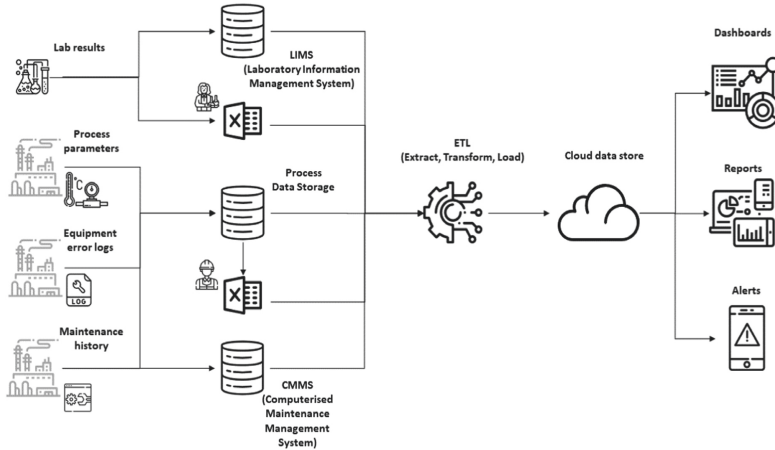 Lab results
LIMS
(Laboratory Information
Management System)
Dashboards
Process
parameters
°C
Process
Data Storage
ETL
(Extract, Transform, Load)
Cloud data store
Reports
Equipment
error logs
LOG
X
X
Maintenance
history
Alerts
CMMS
(Computerised
Maintenance
Management
System)